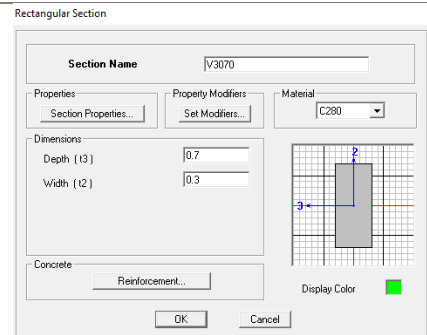 Rectangular Section
Section Name
V3070
Properties
Section Properties...
Property Modifiers
Set Modifiers...
Material
C280
Dimensions
Depth ( t3 )
0.7
Width ( t2 )
0.3
2
3
Concrete
Reinforcement...
Display Color
OK
Cancel